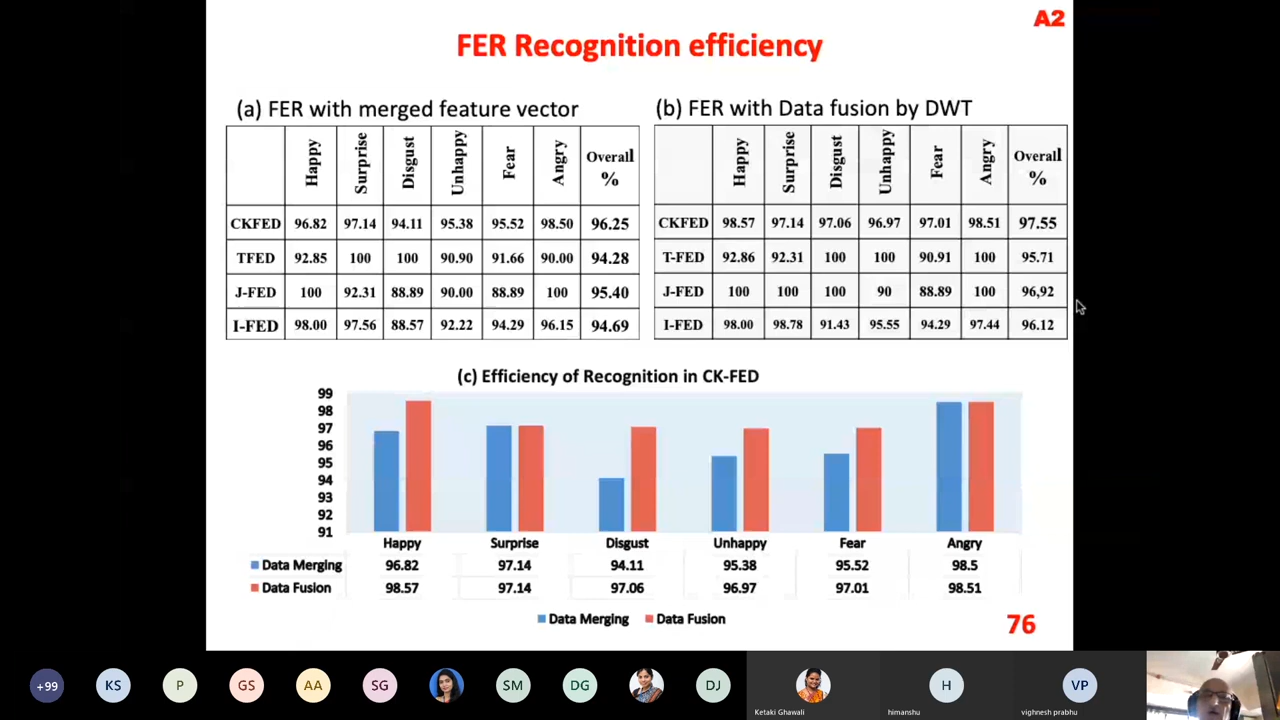 A2
FER Recognition efficiency
(a) FER with merged feature vector
Happy Surprise Disgust Unhappy Fear Angry Overall %
CKFED 96.82 97.14 94.11 95.38 95.52 98.50 96.25
TFED 92.85 100 100 90.90 91.66 90.00 94.28
J-FED 100 92.31 88.89 90.00 88.89 100 95.40
I-FED 98.00 97.56 88.57 92.22 94.29 96.15 94.69
(b) FER with Data fusion by DWT
Happy Surprise Disgust Unhappy Fear Angry Overall %
CKFED 98.57 97.14 97.06 96.97 97.01 98.51 97.55
T-FED 92.86 92.31 100 100 90.91 100 95.71
J-FED 100 100 100 90 88.89 100 96,92
I-FED 98.00 98.78 91.43 95.55 94.29 97.44 96.12
(c) Efficiency of Recognition in CK-FED
99
98
97
96
95
94
93
92
91
Happy Surprise Disgust Unhappy Fear Angry
Data Merging 96.82 97.14 94.11 95.38 95.52 98.5
Data Fusion 98.57 97.14 97.06 96.97 97.01 98.51
Data Merging Data Fusion
76
+99 KS P GS AA SG SM DG DJ H VP
Ketaki Ghawali himanshu vighnesh prabhu